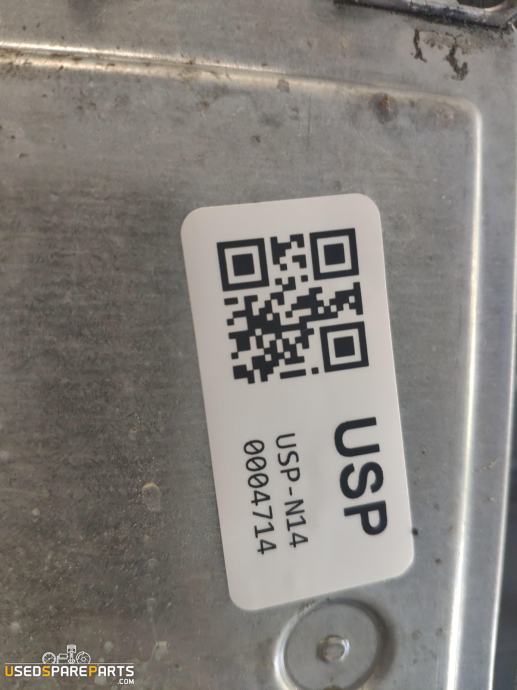 USP
USP-N14
0004714
USEDSPAREPARTS
.COM